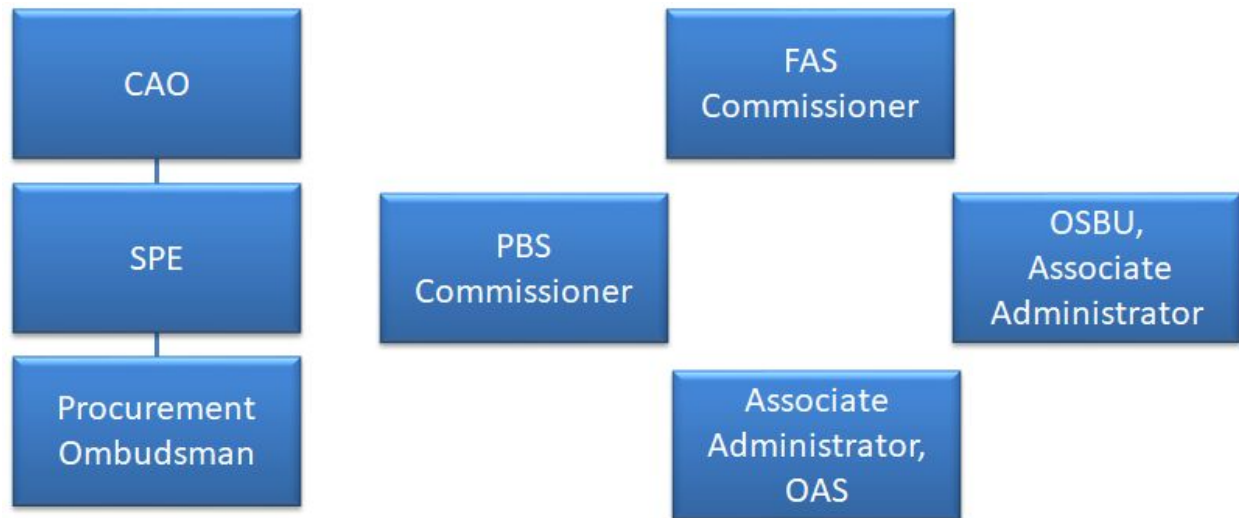 CAO
SPE
Procurement
Ombudsman
FAS
Commissioner
PBS
Commissioner
OSBU,
Associate
Administrator
Associate
Administrator,
OAS